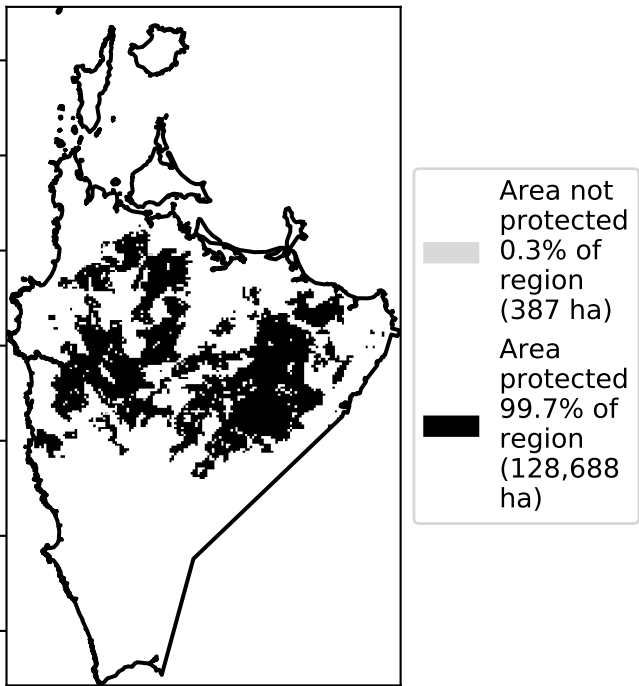 Area not
protected
0.3% of
region
(387 ha)
Area
protected
99.7% of
region
(128,688
ha)